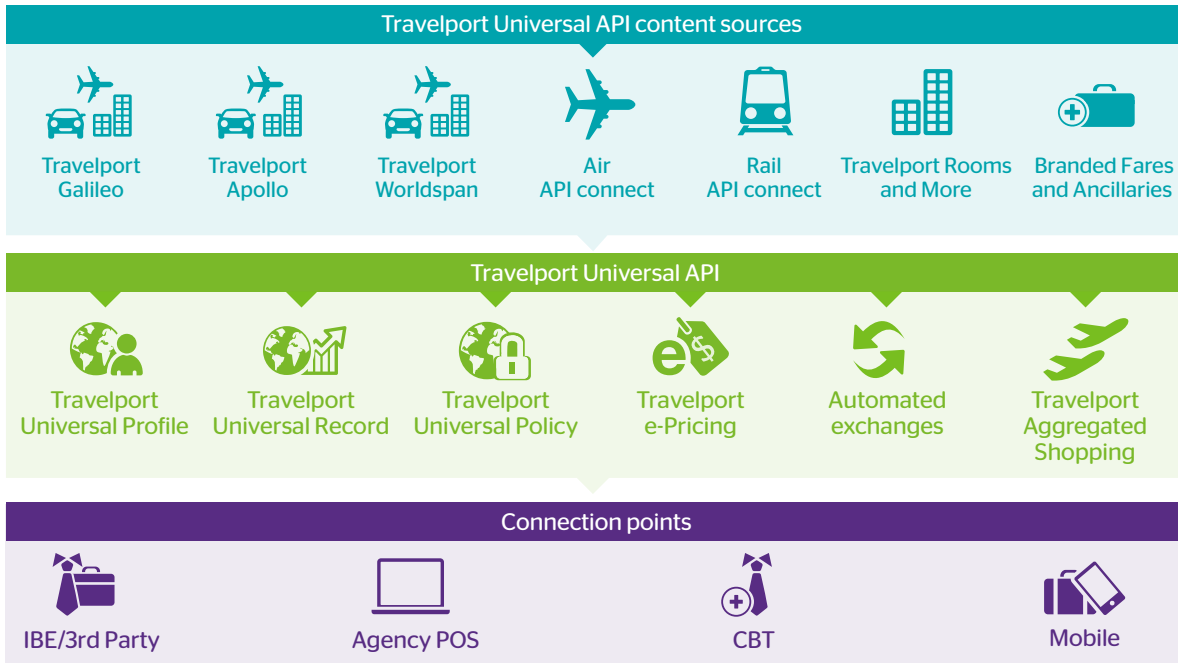 Travelport Universal API content sources
Travelport
Galileo
Travelport
Apollo
Travelport
Worldspan
Air
API connect
Rail
API connect
Travelport Rooms
and More
Branded Fares
and Ancillaries
Travelport Universal API
e $
Travelport
Universal Profile
Travelport
Universal Record
Travelport
Universal Policy
Travelport
e-Pricing
Automated
exchanges
Travelport
Aggregated
Shopping
Connection points
IBE/3rd Party
Agency POS
CBT
Mobile